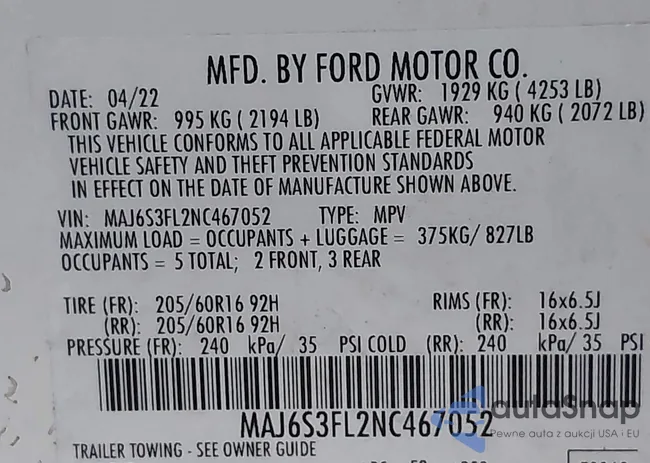 MFD. BY FORD MOTOR CO.
DATE: 04/22 GVWR: 1929 KG ( 4253 LB)
FRONT GAWR: 995 KG ( 2194 LB) REAR GAWR: 940 KG ( 2072 LB)
THIS VEHICLE CONFORMS TO ALL APPLICABLE FEDERAL MOTOR
VEHICLE SAFETY AND THEFT PREVENTION STANDARDS
IN EFFECT ON THE DATE OF MANUFACTURE SHOWN ABOVE.
VIN: MAJ6S3FL2NC467052 TYPE: MPV
MAXIMUM LOAD = OCCUPANTS + LUGGAGE = 375KG/ 827LB
OCCUPANTS = 5 TOTAL; 2 FRONT, 3 REAR
TIRE (FR): 205/60R16 92H RIMS (FR): 16x6.5J
(RR): 205/60R16 92H (RR): 16x6.5J
PRESSURE (FR): 240 kPa/ 35 PSI COLD (RR): 240 kPa/ 35 PSI
MAJ6S3FL2NC467052
autaSnap
Pewne auta z aukcji USA · EU
TRAILER TOWING - SEE OWNER GUIDE